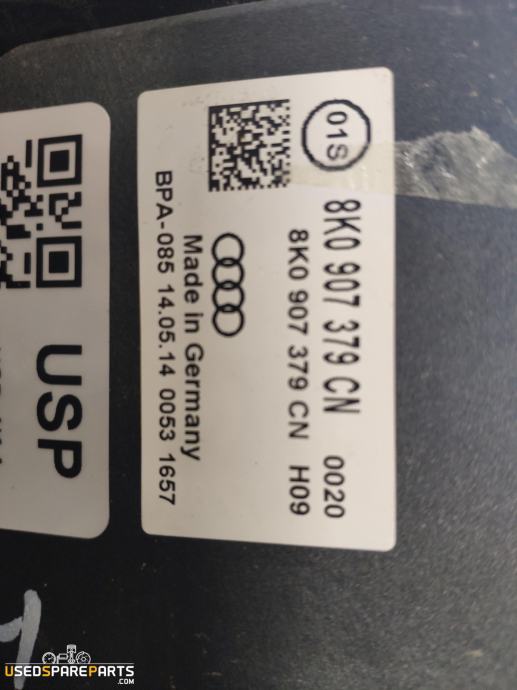 01S
8K0 907 379 CN 0020
8K0 907 379 CN H09
Made in Germany
BPA-085 14.05.14 0053 1657
USP
USEDSPAREPARTS
.COM